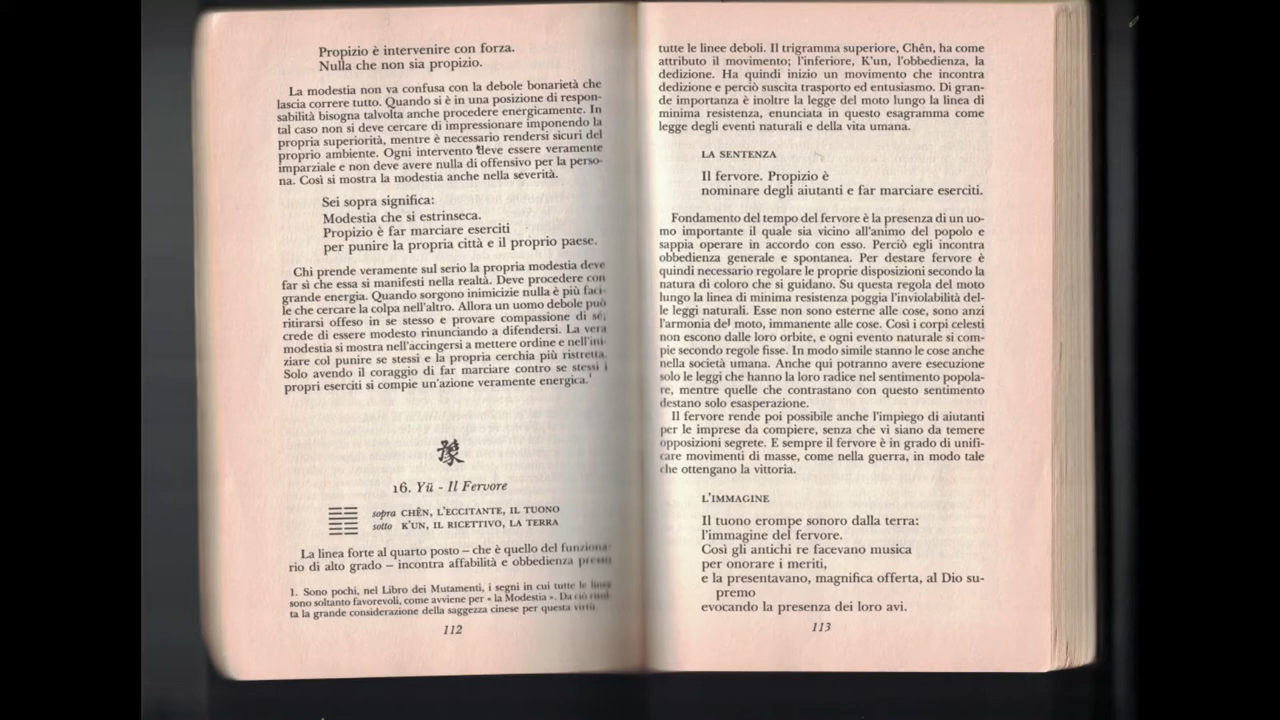 Propizio è intervenire con forza.
Nulla che non sia propizio.
La modestia non va confusa con la debole bonarietà che
lascia correre tutto. Quando si è in una posizione di respon-
sabilità bisogna talvolta anche procedere energicamente. In
tal caso non si deve cercare di impressionare imponendo la
propria superiorità, mentre è necessario rendersi sicuri del
proprio ambiente. Ogni intervento deve essere veramente
imparziale e non deve avere nulla di offensivo per la perso-
na. Così si mostra la modestia anche nella severità.
Sei sopra significa:
Modestia che si estrinseca.
Propizio è far marciare eserciti
per punire la propria città e il proprio paese.
Chi prende veramente sul serio la propria modestia deve
far sì che essa si manifesti nella realtà. Deve procedere con
grande energia. Quando sorgono inimicizie nulla è più faci-
le che cercare la colpa nell'altro. Allora un uomo debole può
ritirarsi offeso in se stesso e provare compassione di sé,
crede di essere modesto rinunciando a difendersi. La vera
modestia si mostra nell'accingersi a mettere ordine e nell'ini-
ziare col punire se stessi e la propria cerchia più ristretta.
Solo avendo il coraggio di far marciare contro se stessi i
propri eserciti si compie un'azione veramente energica.¹
豫
16. Yü - Il Fervore
sopra CHÊN, L'ECCITANTE, IL TUONO
sotto K'UN, IL RICETTIVO, LA TERRA
La linea forte al quarto posto – che è quello del funziona-
rio di alto grado – incontra affabilità e obbedienza presso
1. Sono pochi, nel Libro dei Mutamenti, i segni in cui tutte le linee
sono soltanto favorevoli, come avviene per « la Modestia ». Da ciò risul-
ta la grande considerazione della saggezza cinese per questa virtù.
112
tutte le linee deboli. Il trigramma superiore, Chên, ha come
attributo il movimento; l'inferiore, K'un, l'obbedienza, la
dedizione. Ha quindi inizio un movimento che incontra
dedizione e perciò suscita trasporto ed entusiasmo. Di gran-
de importanza è inoltre la legge del moto lungo la linea di
minima resistenza, enunciata in questo esagramma come
legge degli eventi naturali e della vita umana.
LA SENTENZA
Il fervore. Propizio è
nominare degli aiutanti e far marciare eserciti.
Fondamento del tempo del fervore è la presenza di un uo-
mo importante il quale sia vicino all'animo del popolo e
sappia operare in accordo con esso. Perciò egli incontra
obbedienza generale e spontanea. Per destare fervore è
quindi necessario regolare le proprie disposizioni secondo la
natura di coloro che si guidano. Su questa regola del moto
lungo la linea di minima resistenza poggia l'inviolabilità del-
le leggi naturali. Esse non sono esterne alle cose, sono anzi
l'armonia del moto, immanente alle cose. Così i corpi celesti
non escono dalle loro orbite, e ogni evento naturale si com-
pie secondo regole fisse. In modo simile stanno le cose anche
nella società umana. Anche qui potranno avere esecuzione
solo le leggi che hanno la loro radice nel sentimento popola-
re, mentre quelle che contrastano con questo sentimento
destano solo esasperazione.
Il fervore rende poi possibile anche l'impiego di aiutanti
per le imprese da compiere, senza che vi siano da temere
opposizioni segrete. E sempre il fervore è in grado di unifi-
care movimenti di masse, come nella guerra, in modo tale
che ottengano la vittoria.
L'IMMAGINE
Il tuono erompe sonoro dalla terra:
l'immagine del fervore.
Così gli antichi re facevano musica
per onorare i meriti,
e la presentavano, magnifica offerta, al Dio su-
premo
evocando la presenza dei loro avi.
113